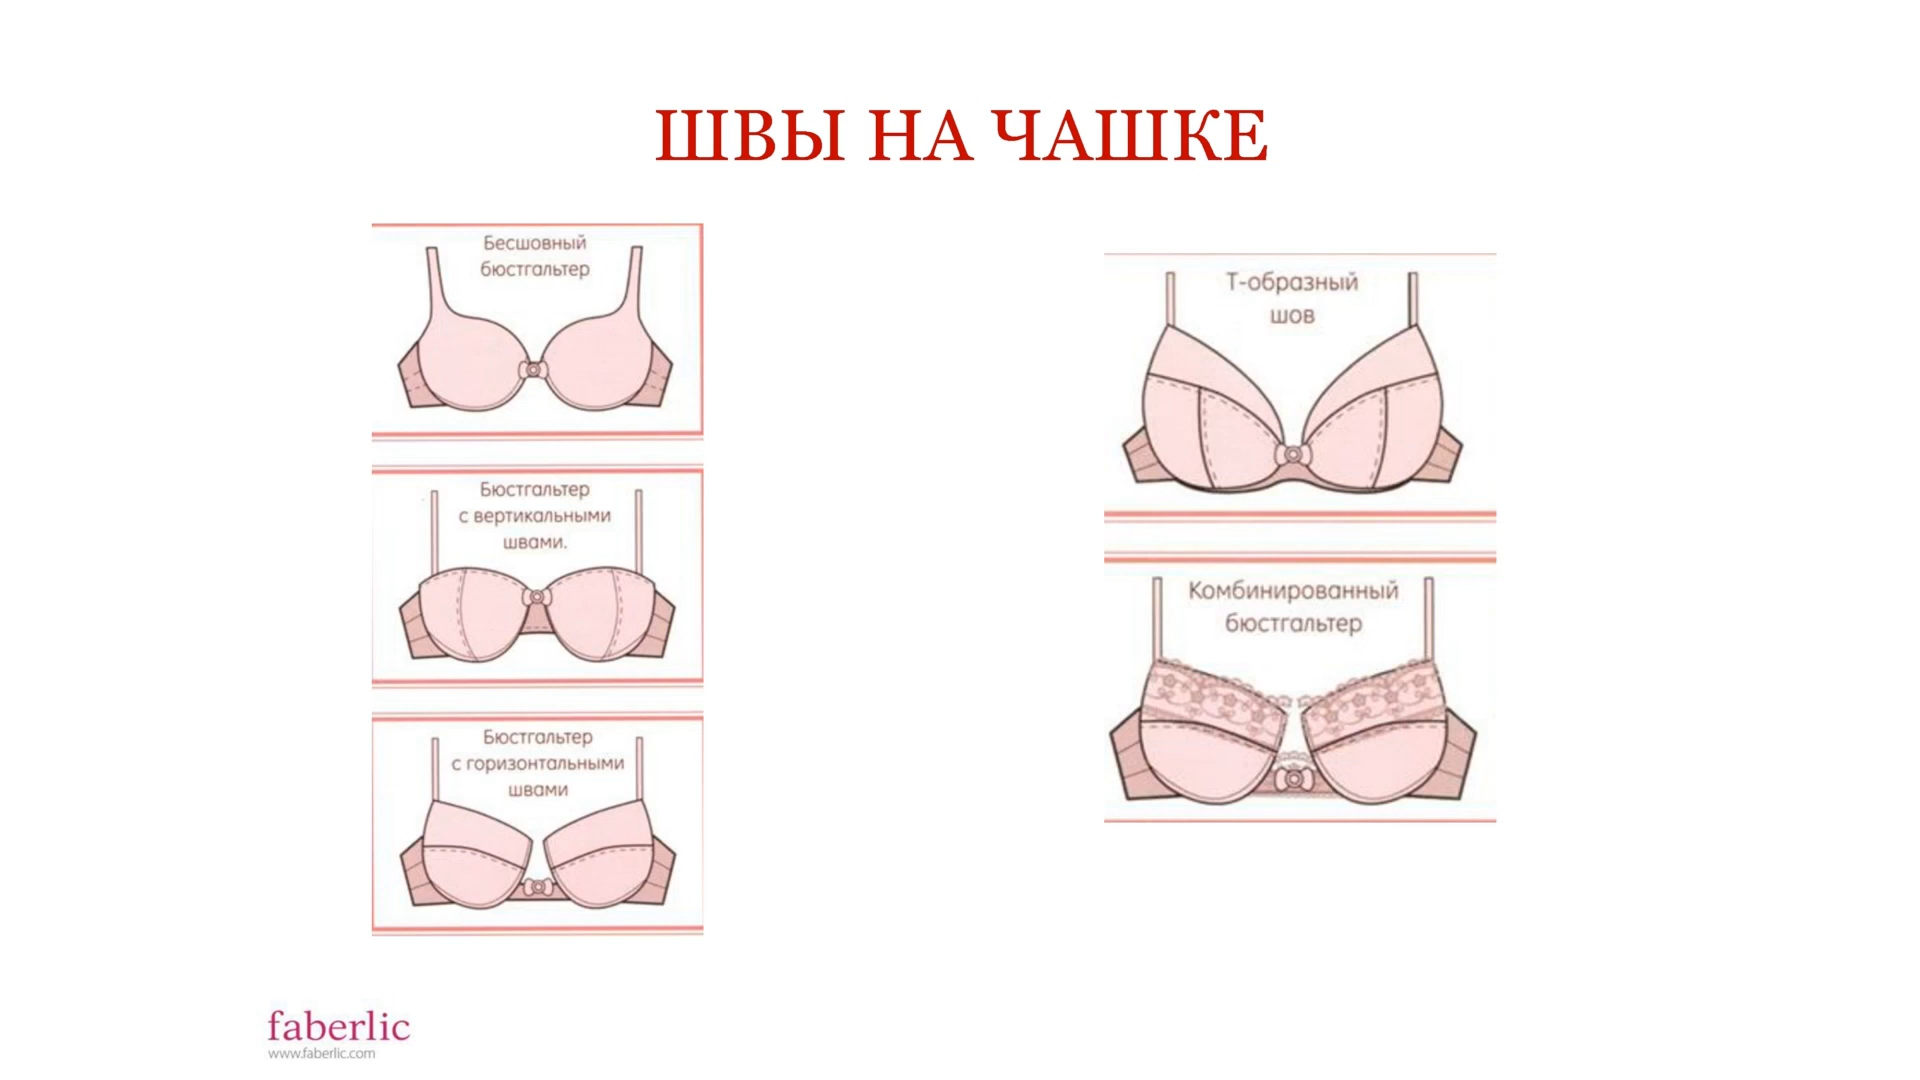 ШВЫ НА ЧАШКЕ
Бесшовный
бюстгальтер
Бюстгальтер
с вертикальными
швами.
Бюстгальтер
с горизонтальными
швами
Т-образный
шов
Комбинированный
бюстгальтер
faberlic
www.faberlic.com